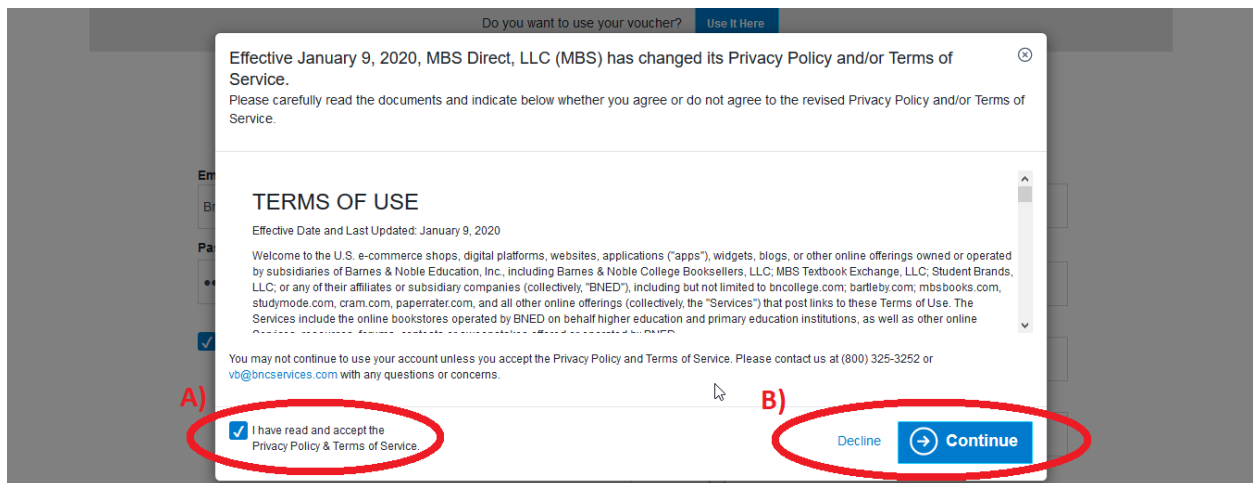 Do you want to use your voucher? Use It Here
Effective January 9, 2020, MBS Direct, LLC (MBS) has changed its Privacy Policy and/or Terms of
Service.
Please carefully read the documents and indicate below whether you agree or do not agree to the revised Privacy Policy and/or Terms of
Service.
Em
Br
Pas
TERMS OF USE
Effective Date and Last Updated: January 9, 2020
Welcome to the U.S. e-commerce shops, digital platforms, websites, applications ("apps"), widgets, blogs, or other online offerings owned or operated
by subsidiaries of Barnes & Noble Education, Inc., including Barnes & Noble College Booksellers, LLC; MBS Textbook Exchange, LLC; Student Brands,
LLC; or any of their affiliates or subsidiary companies (collectively, "BNED"), including but not limited to bncollege.com; bartleby.com; mbsbooks.com,
studymode.com, cram.com, paperrater.com, and all other online offerings (collectively, the "Services") that post links to these Terms of Use. The
Services include the online bookstores operated by BNED on behalf higher education and primary education institutions, as well as other online
You may not continue to use your account unless you accept the Privacy Policy and Terms of Service. Please contact us at (800) 325-3252 or
vb@bncservices.com with any questions or concerns.
A)
B)
I have read and accept the
Privacy Policy & Terms of Service.
Decline Continue